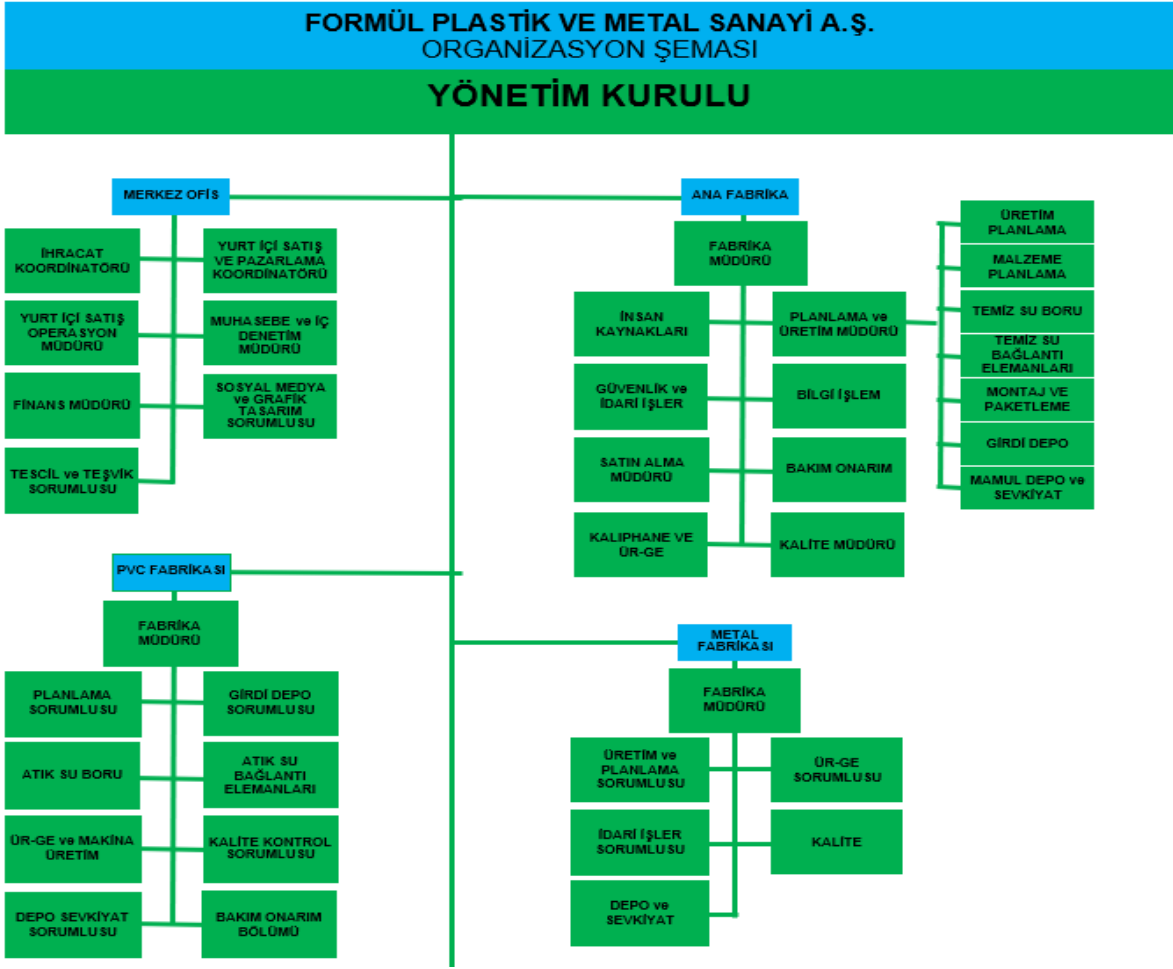 FORMÜL PLASTİK VE METAL SANAYİ A.Ş.
ORGANİZASYON ŞEMASI
YÖNETİM KURULU
MERKEZ OFİS
İHRACAT
KOORDİNATÖRÜ
YURT İÇİ SATIŞ
VE PAZARLAMA
KOORDİNATÖRÜ
YURT İÇİ SATIŞ
OPERASYON
MÜDÜRÜ
MUHASEBE ve İÇ
DENETİM
MÜDÜRÜ
FİNANS MÜDÜRÜ
SOSYAL MEDYA
ve GRAFİK
TASARIM
SORUMLUSU
TESCİL ve TEŞVİK
SORUMLUSU
ANA FABRİKA
FABRİKA
MÜDÜRÜ
İNSAN
KAYNAKLARI
PLANLAMA ve
ÜRETİM MÜDÜRÜ
GÜVENLİK ve
İDARİ İŞLER
BİLGİ İŞLEM
SATIN ALMA
MÜDÜRÜ
BAKIM ONARIM
KALIPHANE VE
ÜR-GE
KALİTE MÜDÜRÜ
ÜRETİM
PLANLAMA
MALZEME
PLANLAMA
TEMİZ SU BORU
TEMİZ SU
BAĞLANTI
ELEMANLARI
MONTAJ VE
PAKETLEME
GİRDİ DEPO
MAMUL DEPO ve
SEVKİYAT
PVC FABRİKASI
FABRİKA
MÜDÜRÜ
PLANLAMA
SORUMLUSU
GİRDİ DEPO
SORUMLUSU
ATIK SU BORU
ATIK SU
BAĞLANTI
ELEMANLARI
ÜR-GE ve MAKİNA
ÜRETİM
KALİTE KONTROL
SORUMLUSU
DEPO SEVKİYAT
SORUMLUSU
BAKIM ONARIM
BÖLÜMÜ
METAL
FABRİKASI
FABRİKA
MÜDÜRÜ
ÜRETİM ve
PLANLAMA
SORUMLUSU
ÜR-GE
SORUMLUSU
İDARİ İŞLER
SORUMLUSU
KALİTE
DEPO ve
SEVKİYAT